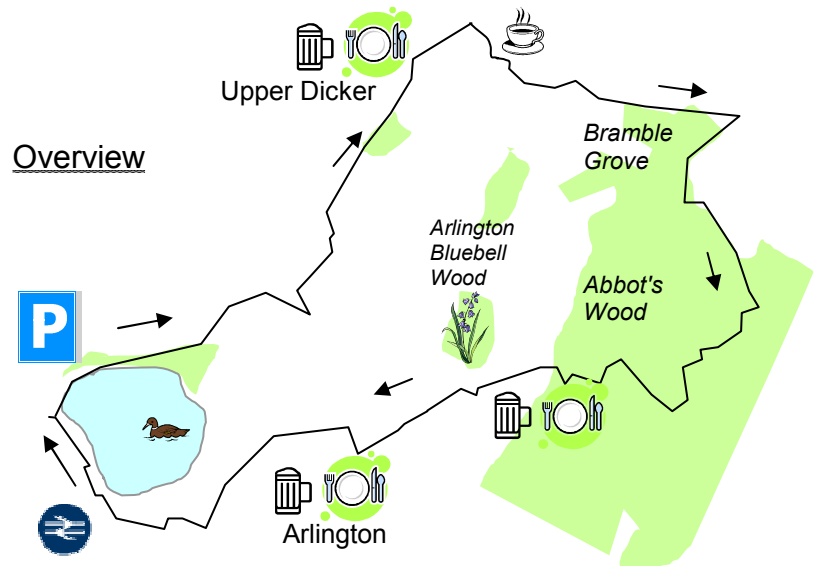 Upper Dicker
Overview
Bramble
Grove
Arlington
Bluebell
Wood
Abbot's
Wood
P
Arlington